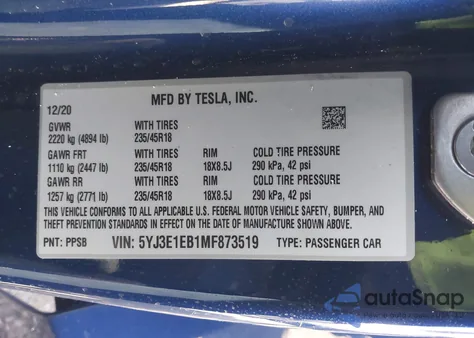 MFD BY TESLA, INC.
12/20
GVWR WITH TIRES
2220 kg (4894 lb) 235/45R18
GAWR FRT WITH TIRES RIM COLD TIRE PRESSURE
1110 kg (2447 lb) 235/45R18 18X8.5J 290 kPa, 42 psi
GAWR RR WITH TIRES RIM COLD TIRE PRESSURE
1257 kg (2771 lb) 235/45R18 18X8.5J 290 kPa, 42 psi
THIS VEHICLE CONFORMS TO ALL APPLICABLE U.S. FEDERAL MOTOR VEHICLE SAFETY, BUMPER, AND
THEFT PREVENTION STANDARDS IN EFFECT ON THE DATE OF MANUFACTURE SHOWN ABOVE.
PNT: PPSB VIN: 5YJ3E1EB1MF873519 TYPE: PASSENGER CAR
autoSnap